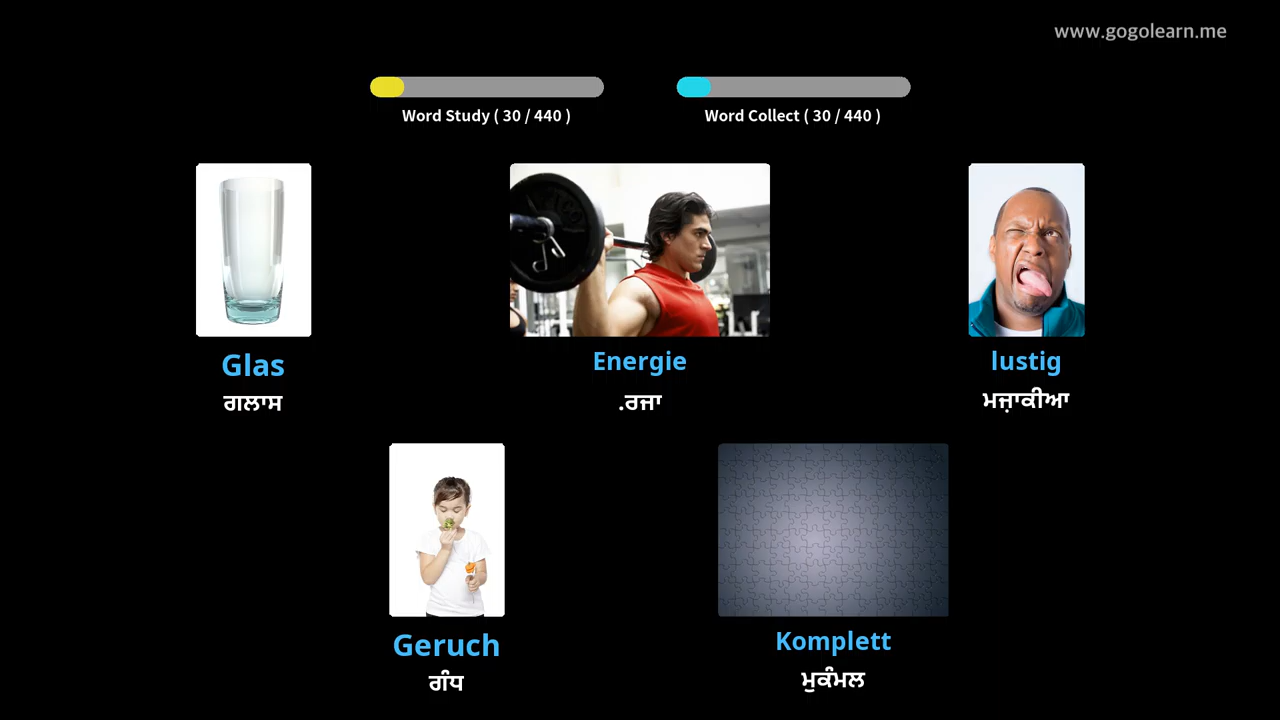 www.gogolearn.me
Word Study ( 30 / 440 )
Word Collect ( 30 / 440 )
Glas
ਗਲਾਸ
Energie
.ਰਜਾ
lustig
ਮਜ਼ਾਕੀਆ
Geruch
ਗੰਧ
Komplett
ਮੁਕੰਮਲ